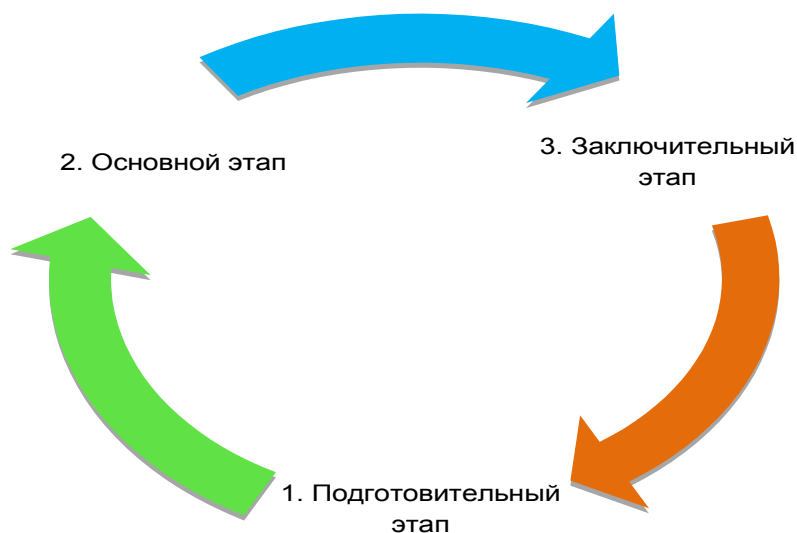 2. Основной этап
3. Заключительный
этап
1. Подготовительный
этап